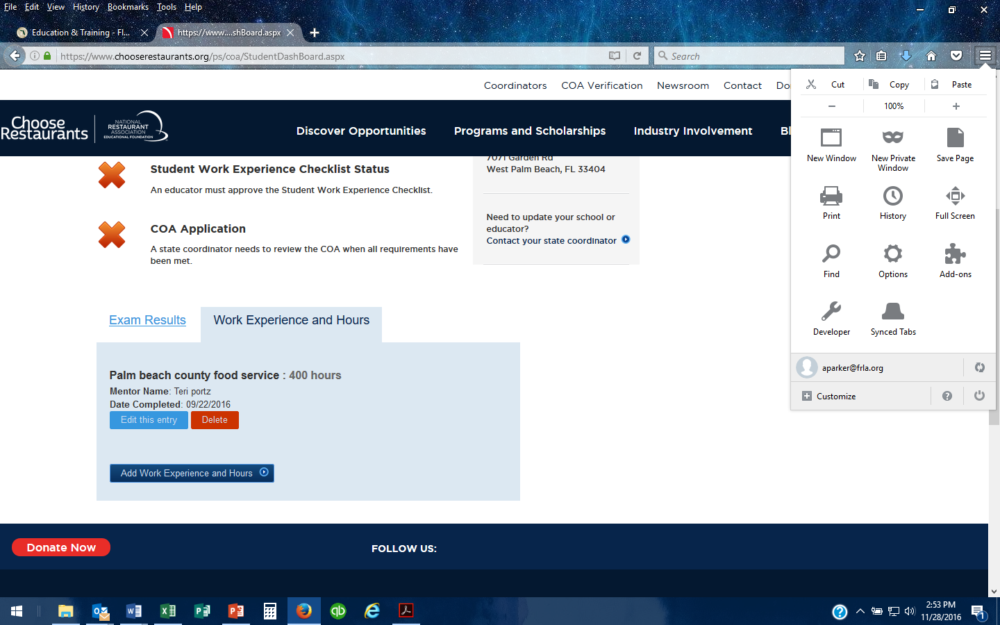 File Edit View History Bookmarks Tools Help
Education & Training - Fl...
https://www....shBoard.aspx
https://www.chooserestaurants.org/ps/coa/StudentDashBoard.aspx
Search
Coordinators COA Verification Newsroom Contact Do
Choose Restaurants
NATIONAL RESTAURANT ASSOCIATION EDUCATIONAL FOUNDATION
Discover Opportunities Programs and Scholarships Industry Involvement Bl
Student Work Experience Checklist Status
An educator must approve the Student Work Experience Checklist.
COA Application
A state coordinator needs to review the COA when all requirements have
been met.
7071 Garden Rd
West Palm Beach, FL 33404
Need to update your school or
educator?
Contact your state coordinator
Exam Results
Work Experience and Hours
Palm beach county food service : 400 hours
Mentor Name: Teri portz
Date Completed: 09/22/2016
Edit this entry Delete
Add Work Experience and Hours
Donate Now
FOLLOW US:
Cut Copy Paste
− 100% +
New Window
New Private
Window
Save Page
Print History Full Screen
Find Options Add-ons
Developer Synced Tabs
aparker@frla.org
Customize
2:53 PM
11/28/2016
1